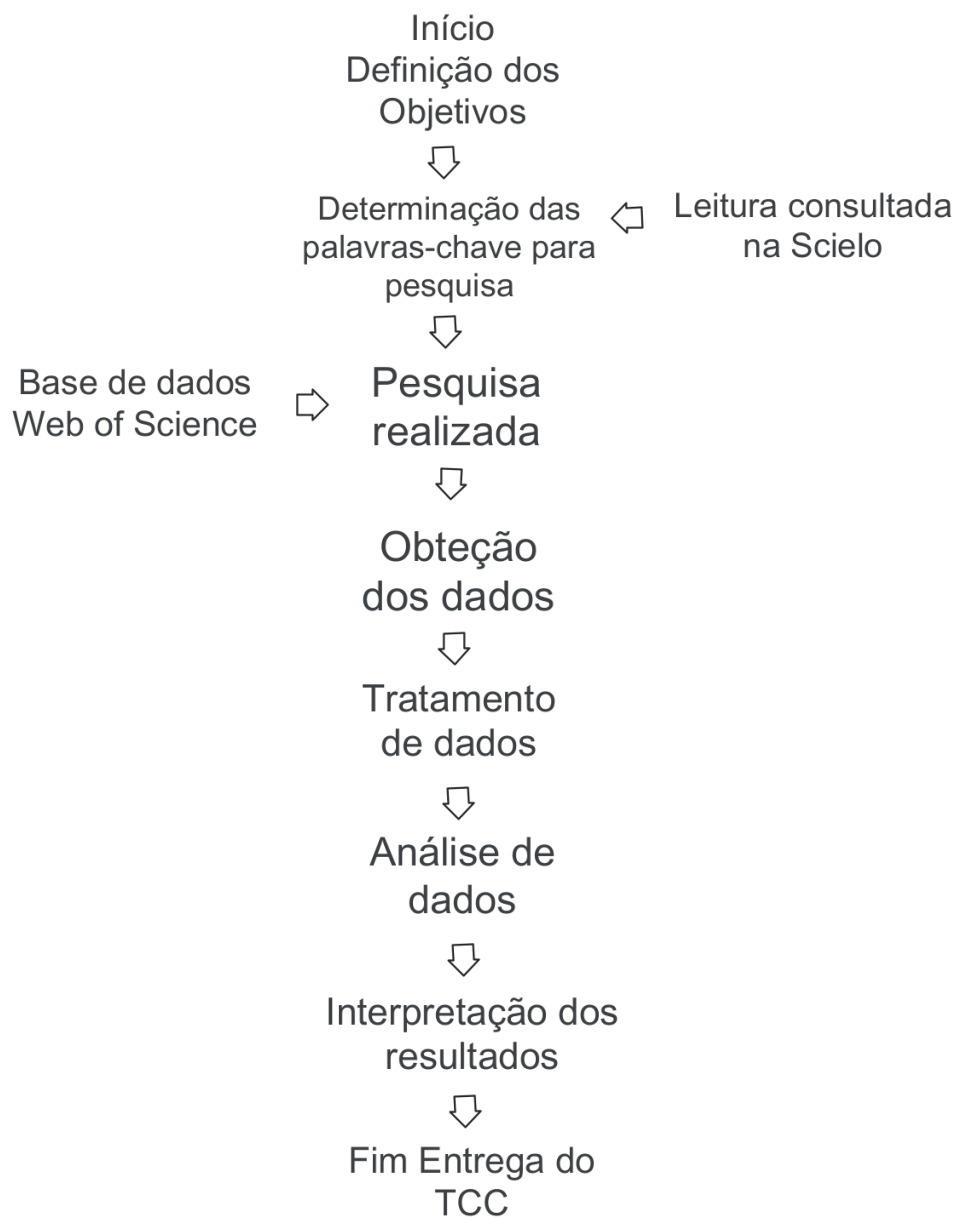 Início
Definição dos
Objetivos
Determinação das
palavras-chave para
pesquisa
Leitura consultada
na Scielo
Base de dados
Web of Science
Pesquisa
realizada
Obteção
dos dados
Tratamento
de dados
Análise de
dados
Interpretação dos
resultados
Fim Entrega do
TCC